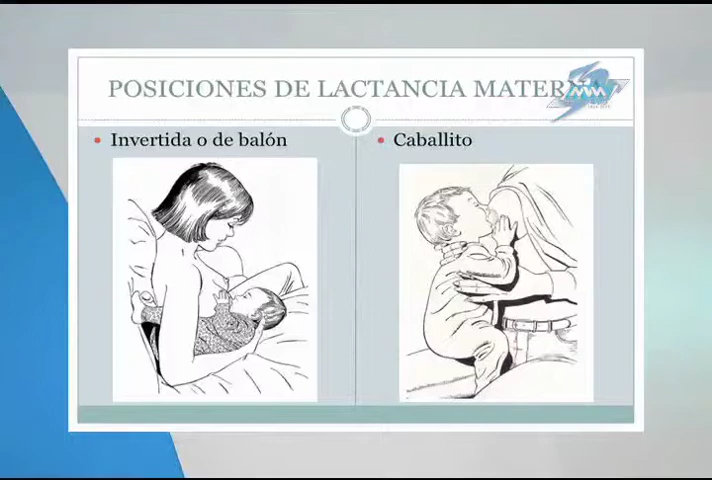 POSICIONES DE LACTANCIA MATERNA
• Invertida o de balón
• Caballito